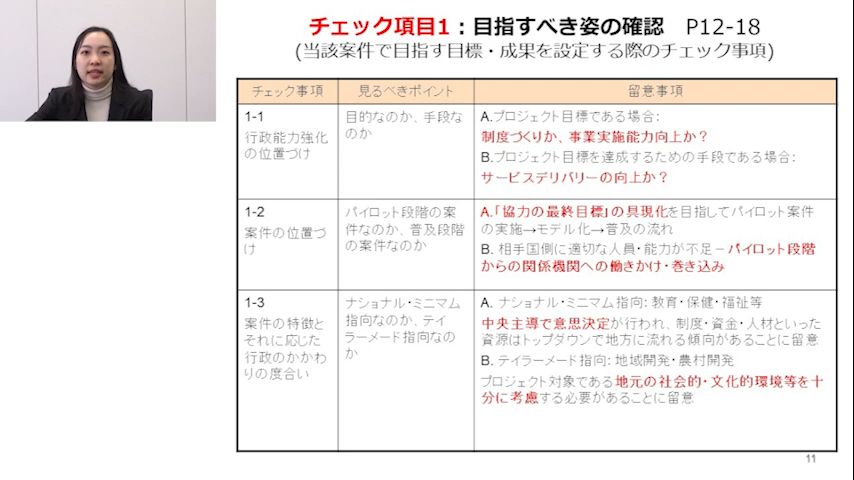 チェック項目1：目指すべき姿の確認　P12-18
(当該案件で目指す目標・成果を設定する際のチェック事項)
チェック事項
見るべきポイント
留意事項
1-1
行政能力強化
の位置づけ
目的なのか、手段な
のか
A.プロジェクト目標である場合：
制度づくりか、事業実施能力向上か？
B.プロジェクト目標を達成するための手段である場合：
サービスデリバリーの向上か？
1-2
案件の位置づ
け
パイロット段階の案
件なのか、普及段階
の案件なのか
A.「協力の最終目標」の具現化を目指してパイロット案件
の実施→モデル化→普及の流れ
B. 相手国側に適切な人員・能力が不足－パイロット段階
からの関係機関への働きかけ・巻き込み
1-3
案件の特徴と
それに応じた
行政のかかわ
りの度合い
ナショナル・ミニマム
指向なのか、テイ
ラーメード指向なの
か
A. ナショナル・ミニマム指向：教育・保健・福祉等
中央主導で意思決定が行われ、制度・資金・人材といった
資源はトップダウンで地方に流れる傾向があることに留意
B. テイラーメード指向：地域開発・農村開発
プロジェクト対象である地元の社会的・文化的環境等を十
分に考慮する必要があることに留意
11